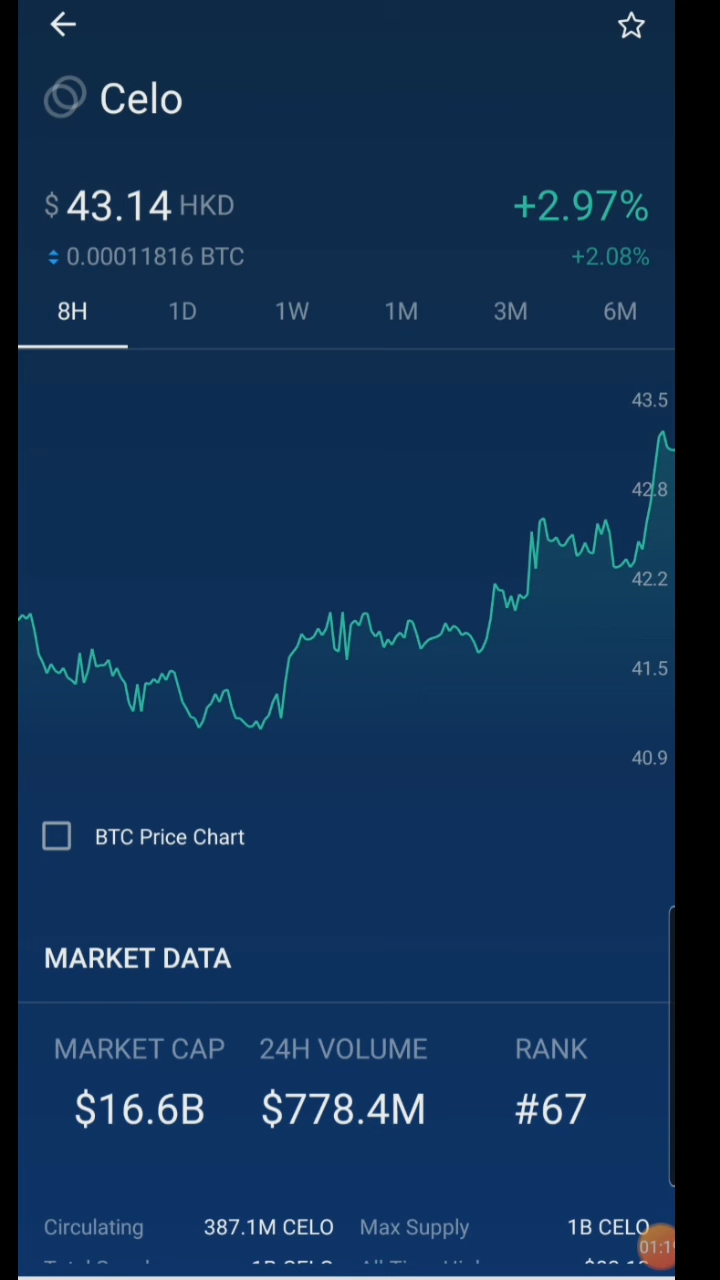 Celo
$ 43.14 HKD +2.97%
0.00011816 BTC +2.08%
8H 1D 1W 1M 3M 6M
43.5
42.8
42.2
41.5
40.9
BTC Price Chart
MARKET DATA
MARKET CAP 24H VOLUME RANK
$16.6B $778.4M #67
Circulating 387.1M CELO Max Supply 1B CELO